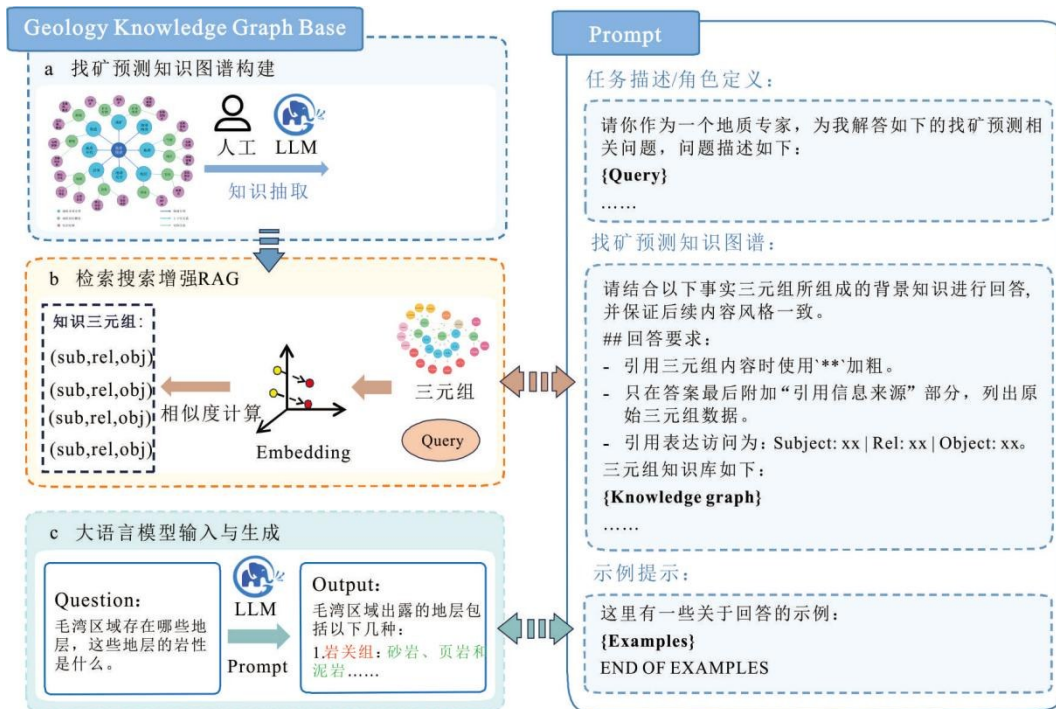 Geology Knowledge Graph Base
a 找矿预测知识图谱构建
人工
LLM
知识抽取
b 检索搜索增强RAG
知识三元组:
(sub,rel,obj)
(sub,rel,obj)
(sub,rel,obj)
(sub,rel,obj)
相似度计算
Embedding
三元组
Query
c 大语言模型输入与生成
Question:
毛湾区域存在哪些地
层，这些地层的岩性
是什么。
LLM
Prompt
Output:
毛湾区域出露的地层包
括以下几种:
1.岩关组: 砂岩、页岩和
泥岩……
Prompt
任务描述/角色定义:
请你作为一个地质专家，为我解答如下的找矿预测相
关问题，问题描述如下:
{Query}
……
找矿预测知识图谱:
请结合以下事实三元组所组成的背景知识进行回答,
并保证后续内容风格一致。
## 回答要求:
- 引用三元组内容时使用`**`加粗。
- 只在答案最后附加“引用信息来源”部分，列出原
始三元组数据。
- 引用表达访问为: Subject: xx | Rel: xx | Object: xx。
三元组知识库如下:
{Knowledge graph}
……
示例提示:
这里有一些关于回答的示例:
{Examples}
END OF EXAMPLES